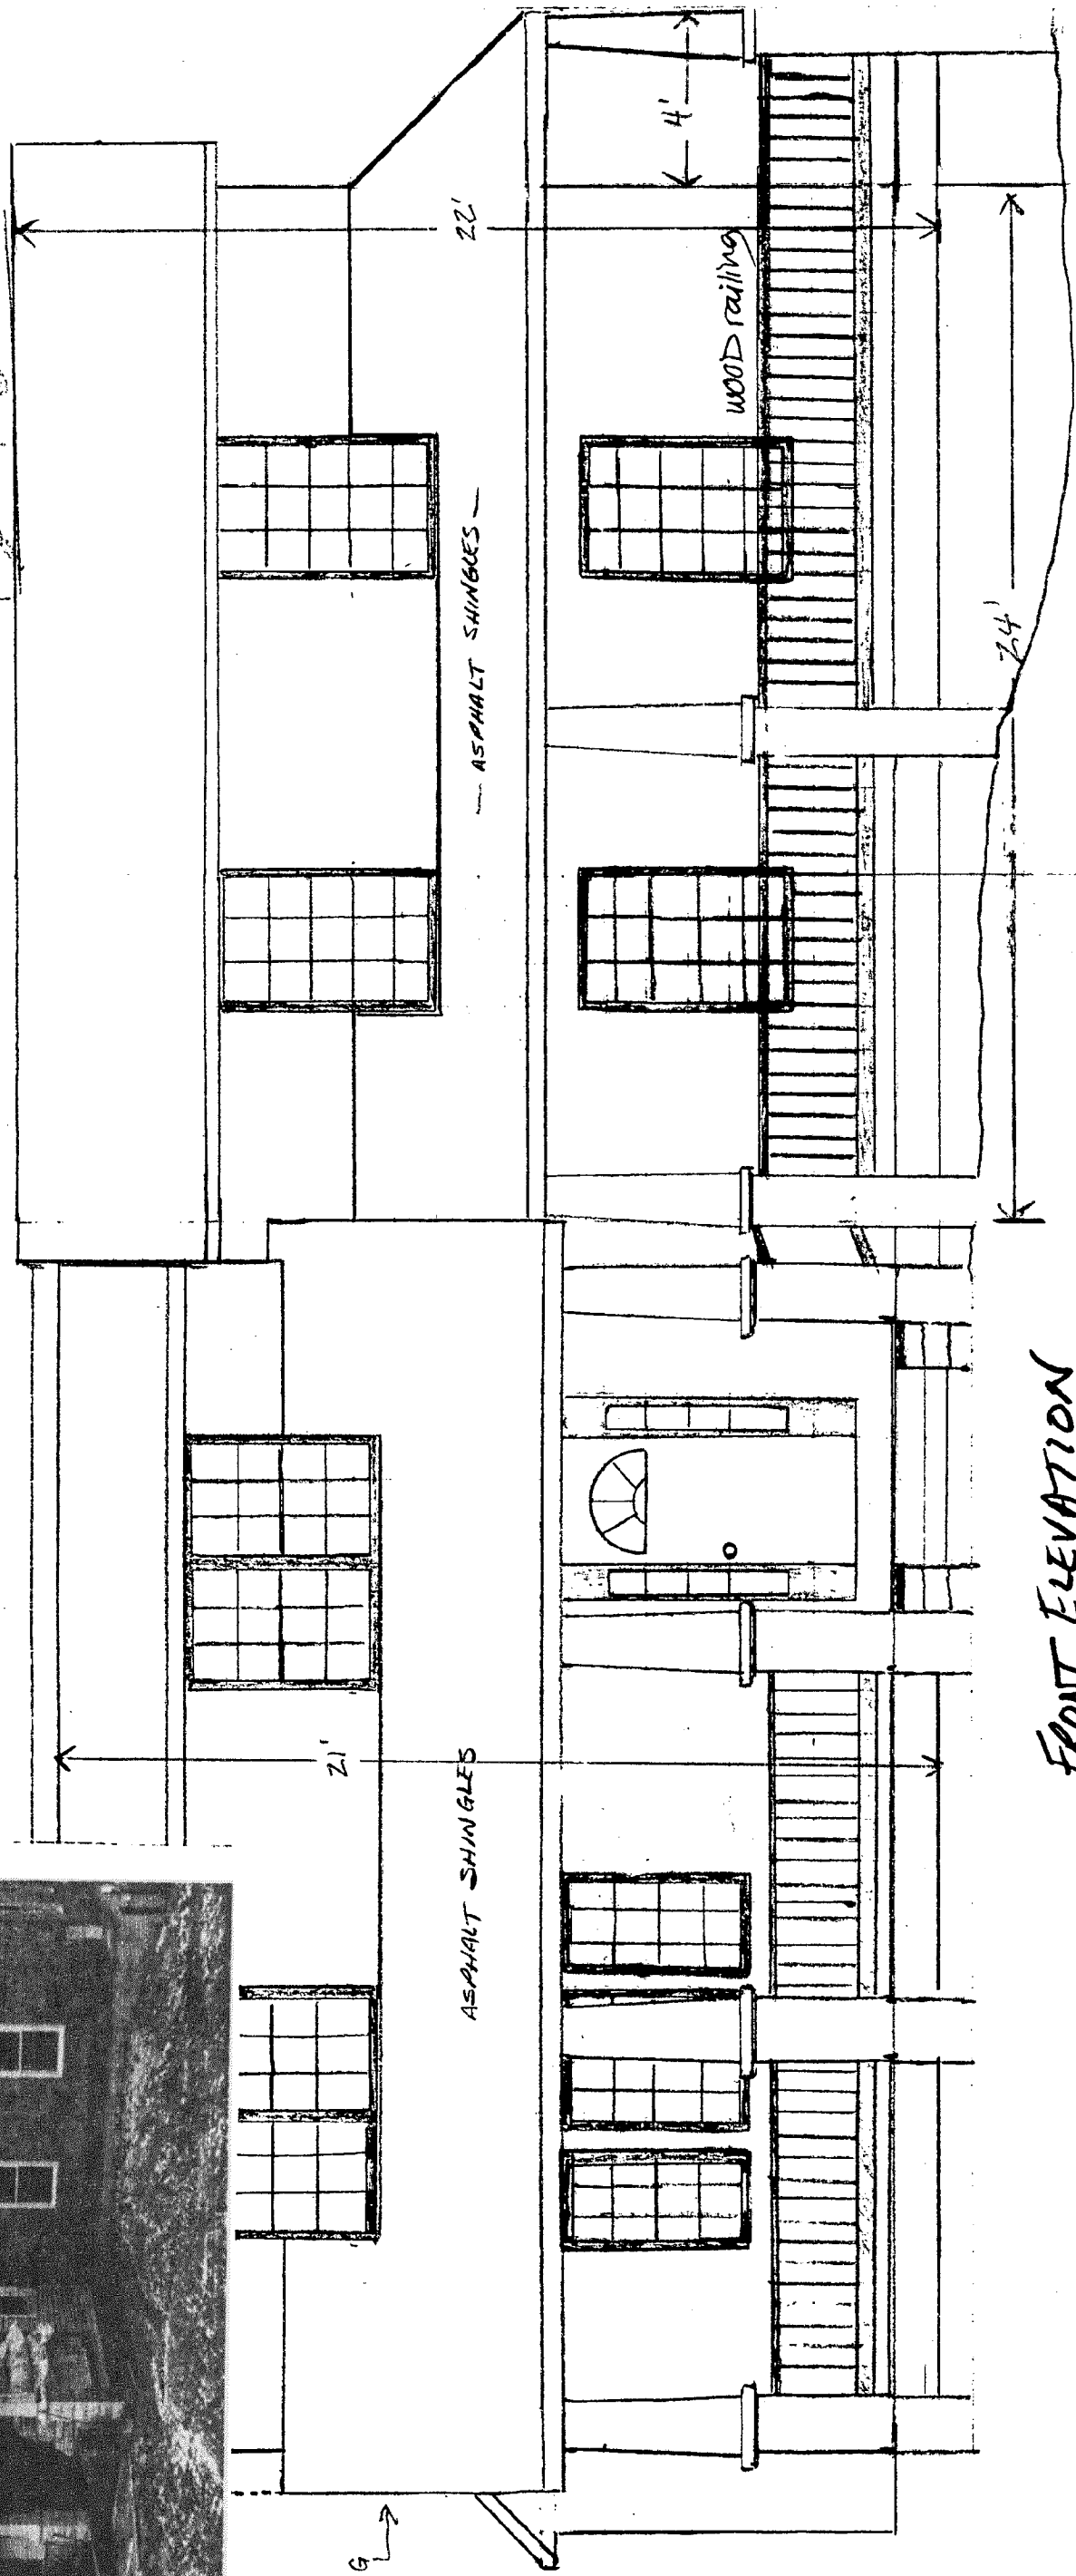 22'
4'
WOOD railing
— ASPHALT SHINGLES —
24'
21'
ASPHALT SHINGLES
G
FRONT ELEVATION